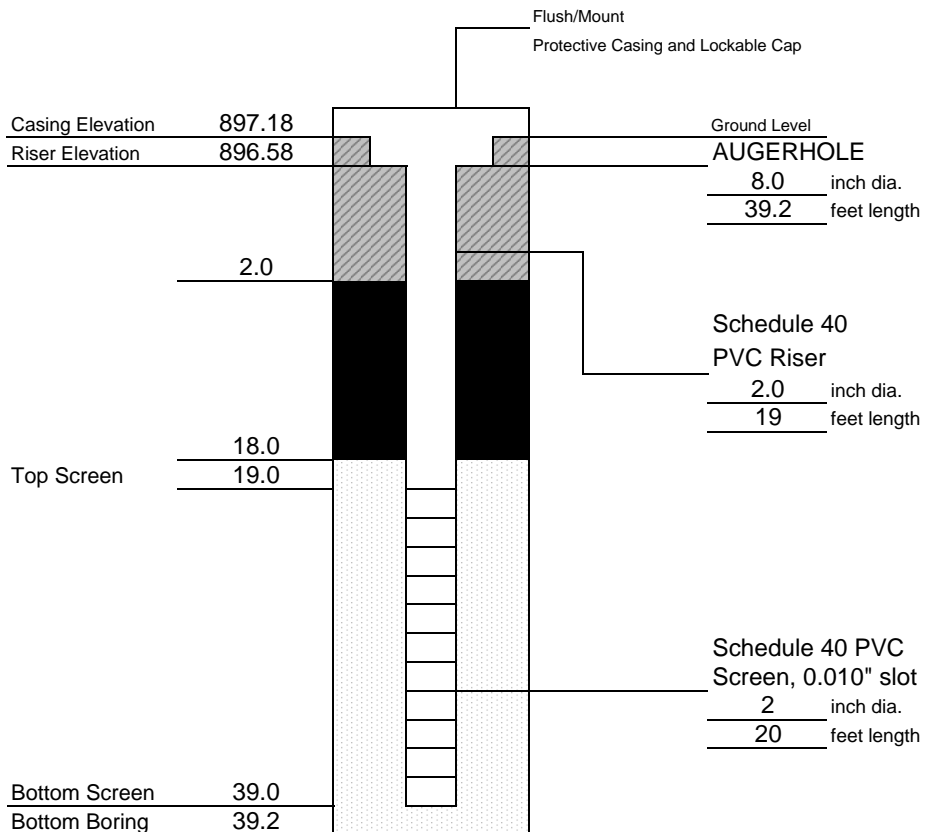 Flush/Mount
Protective Casing and Lockable Cap
Casing Elevation 897.18
Ground Level
Riser Elevation 896.58
AUGERHOLE
8.0 inch dia.
39.2 feet length
2.0
Schedule 40
PVC Riser
2.0 inch dia.
19 feet length
18.0
Top Screen 19.0
Schedule 40 PVC
Screen, 0.010" slot
2 inch dia.
20 feet length
Bottom Screen 39.0
Bottom Boring 39.2